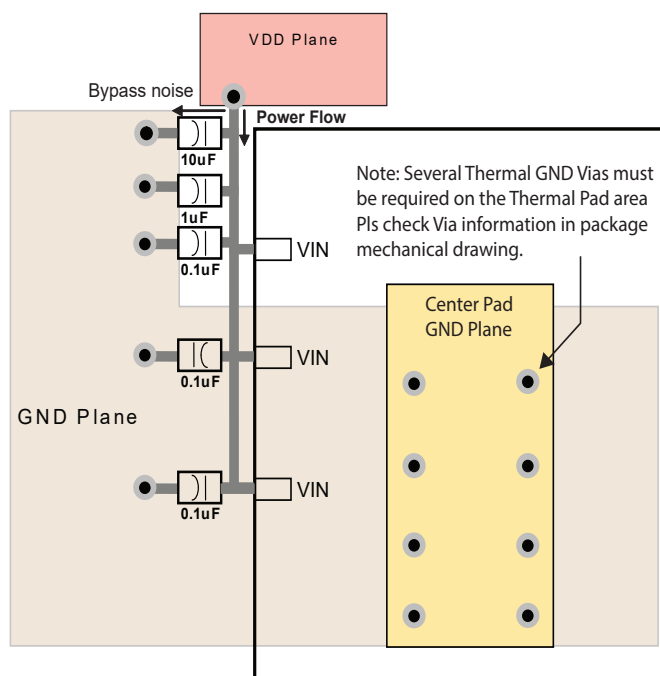 VDD Plane
Bypass noise
Power Flow
10uF
Note: Several Thermal GND Vias must
be required on the Thermal Pad area
Pls check Via information in package
mechanical drawing.
1uF
0.1uF
VIN
Center Pad
GND Plane
VIN
0.1uF
GND Plane
VIN
0.1uF